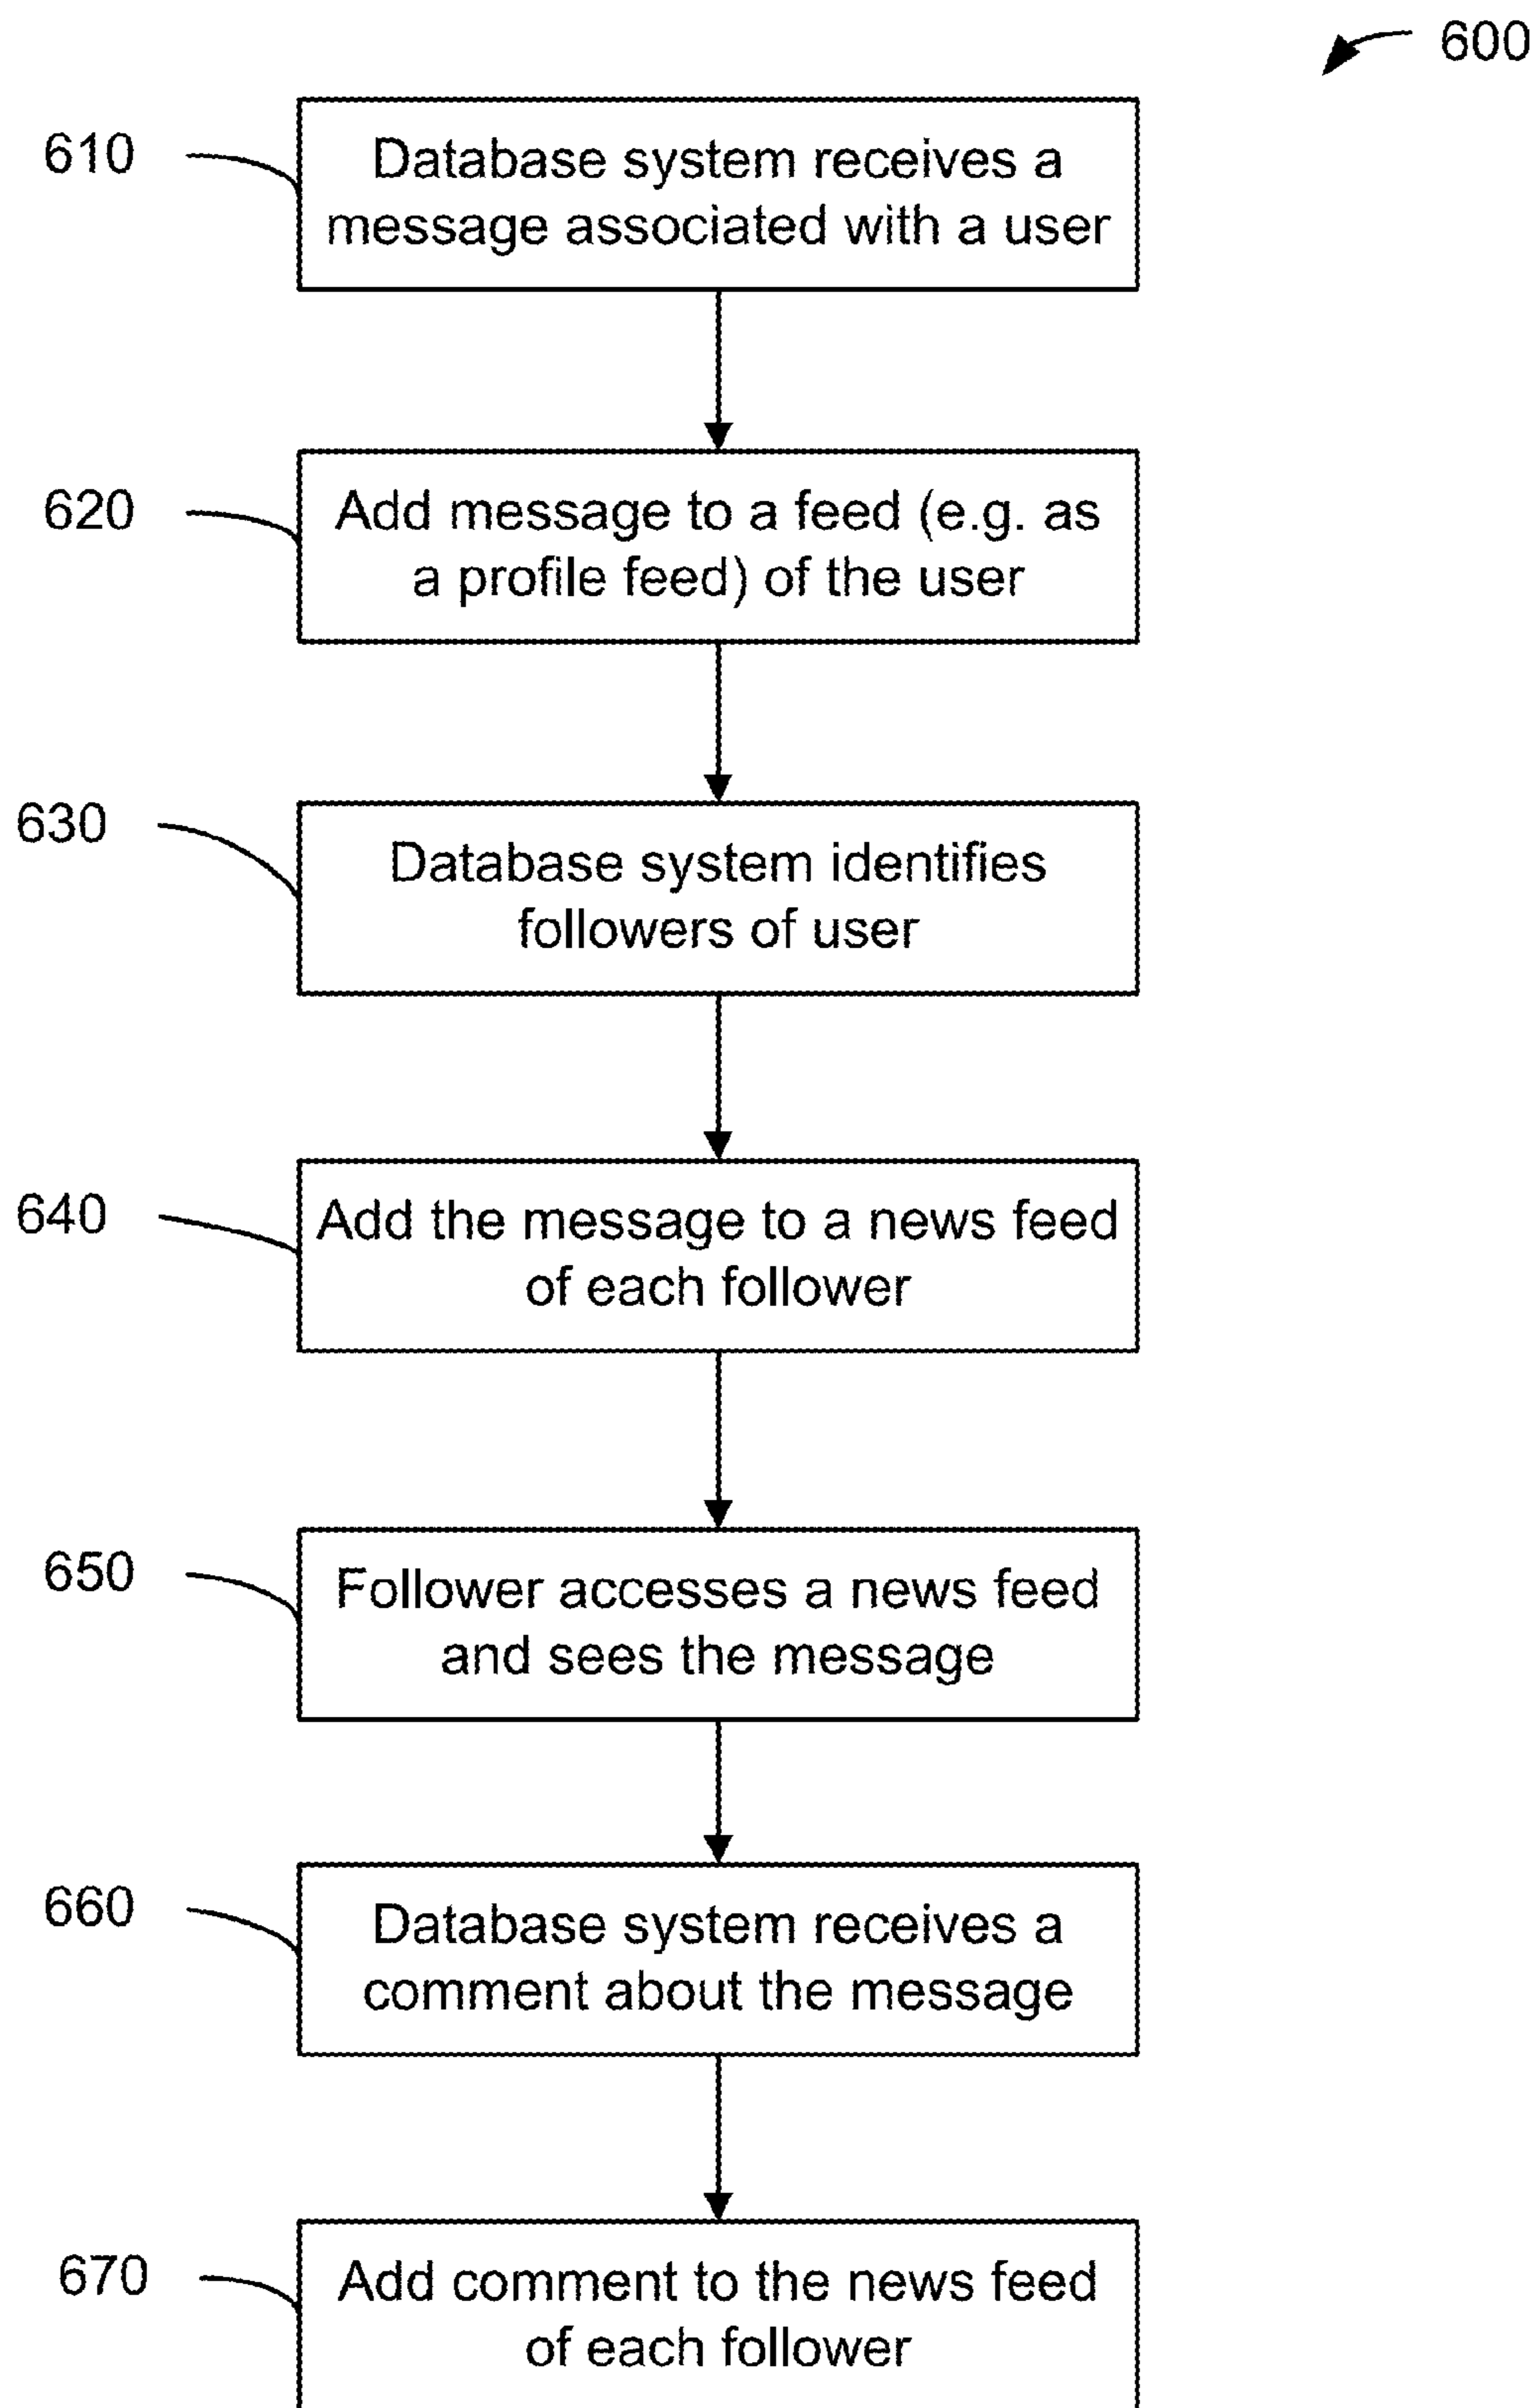 600
610
Database system receives a
message associated with a user
620
Add message to a feed (e.g. as
a profile feed) of the user
630
Database system identifies
followers of user
640
Add the message to a news feed
of each follower
650
Follower accesses a news feed
and sees the message
660
Database system receives a
comment about the message
670
Add comment to the news feed
of each follower